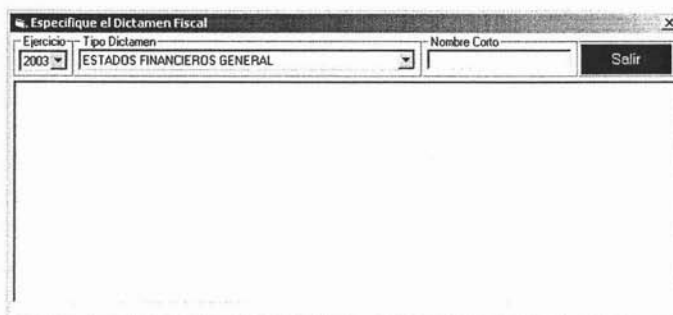 Especifique el Dictamen Fiscal
Ejercicio Tipo Dictamen Nombre Corto
2003 ESTADOS FINANCIEROS GENERAL Salir